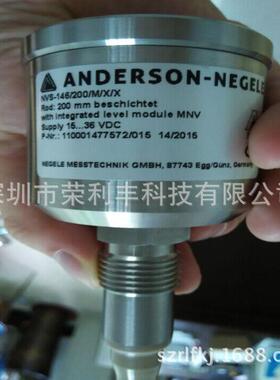 ANDERSON-NEGELE
NVS-146/200/M/X/X
Rod: 200 mm beschichtet
with integrated level module MNV
Supply 15...36 VDC
P-Nr.: 110001477572/015 14/2015
NEGELE MESSTECHNIK GMBH, 87743 Egg/Günz, Germany
深圳市荣利丰科技有限公司
szrlfkj.1688.c